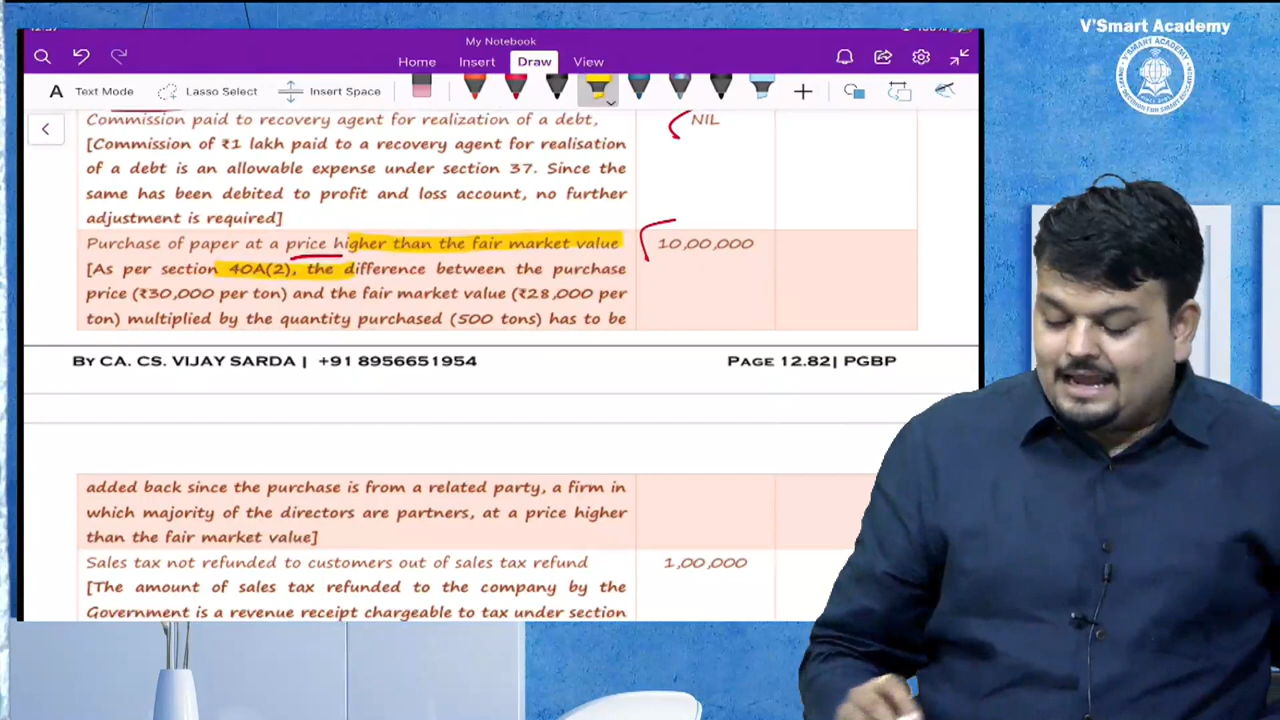 V'Smart Academy
My Notebook
Home Insert Draw View
A Text Mode Lasso Select Insert Space
Commission paid to recovery agent for realization of a debt, NIL
[Commission of ₹1 lakh paid to a recovery agent for realisation
of a debt is an allowable expense under section 37. Since the
same has been debited to profit and loss account, no further
adjustment is required]
Purchase of paper at a price higher than the fair market value 10,00,000
[As per section 40A(2), the difference between the purchase
price (₹30,000 per ton) and the fair market value (₹28,000 per
ton) multiplied by the quantity purchased (500 tons) has to be
BY CA. CS. VIJAY SARDA | +91 8956651954 PAGE 12.82| PGBP
added back since the purchase is from a related party, a firm in
which majority of the directors are partners, at a price higher
than the fair market value]
Sales tax not refunded to customers out of sales tax refund 1,00,000
[The amount of sales tax refunded to the company by the
Government is a revenue receipt chargeable to tax under section